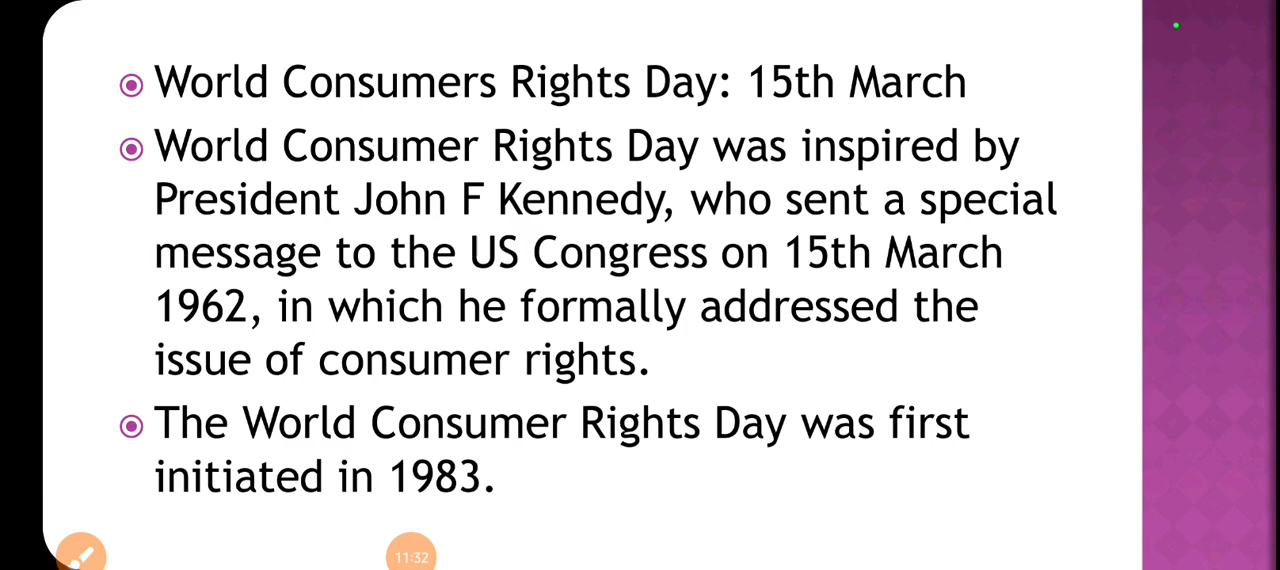 World Consumers Rights Day: 15th March
World Consumer Rights Day was inspired by
President John F Kennedy, who sent a special
message to the US Congress on 15th March
1962, in which he formally addressed the
issue of consumer rights.
The World Consumer Rights Day was first
initiated in 1983.
11:32